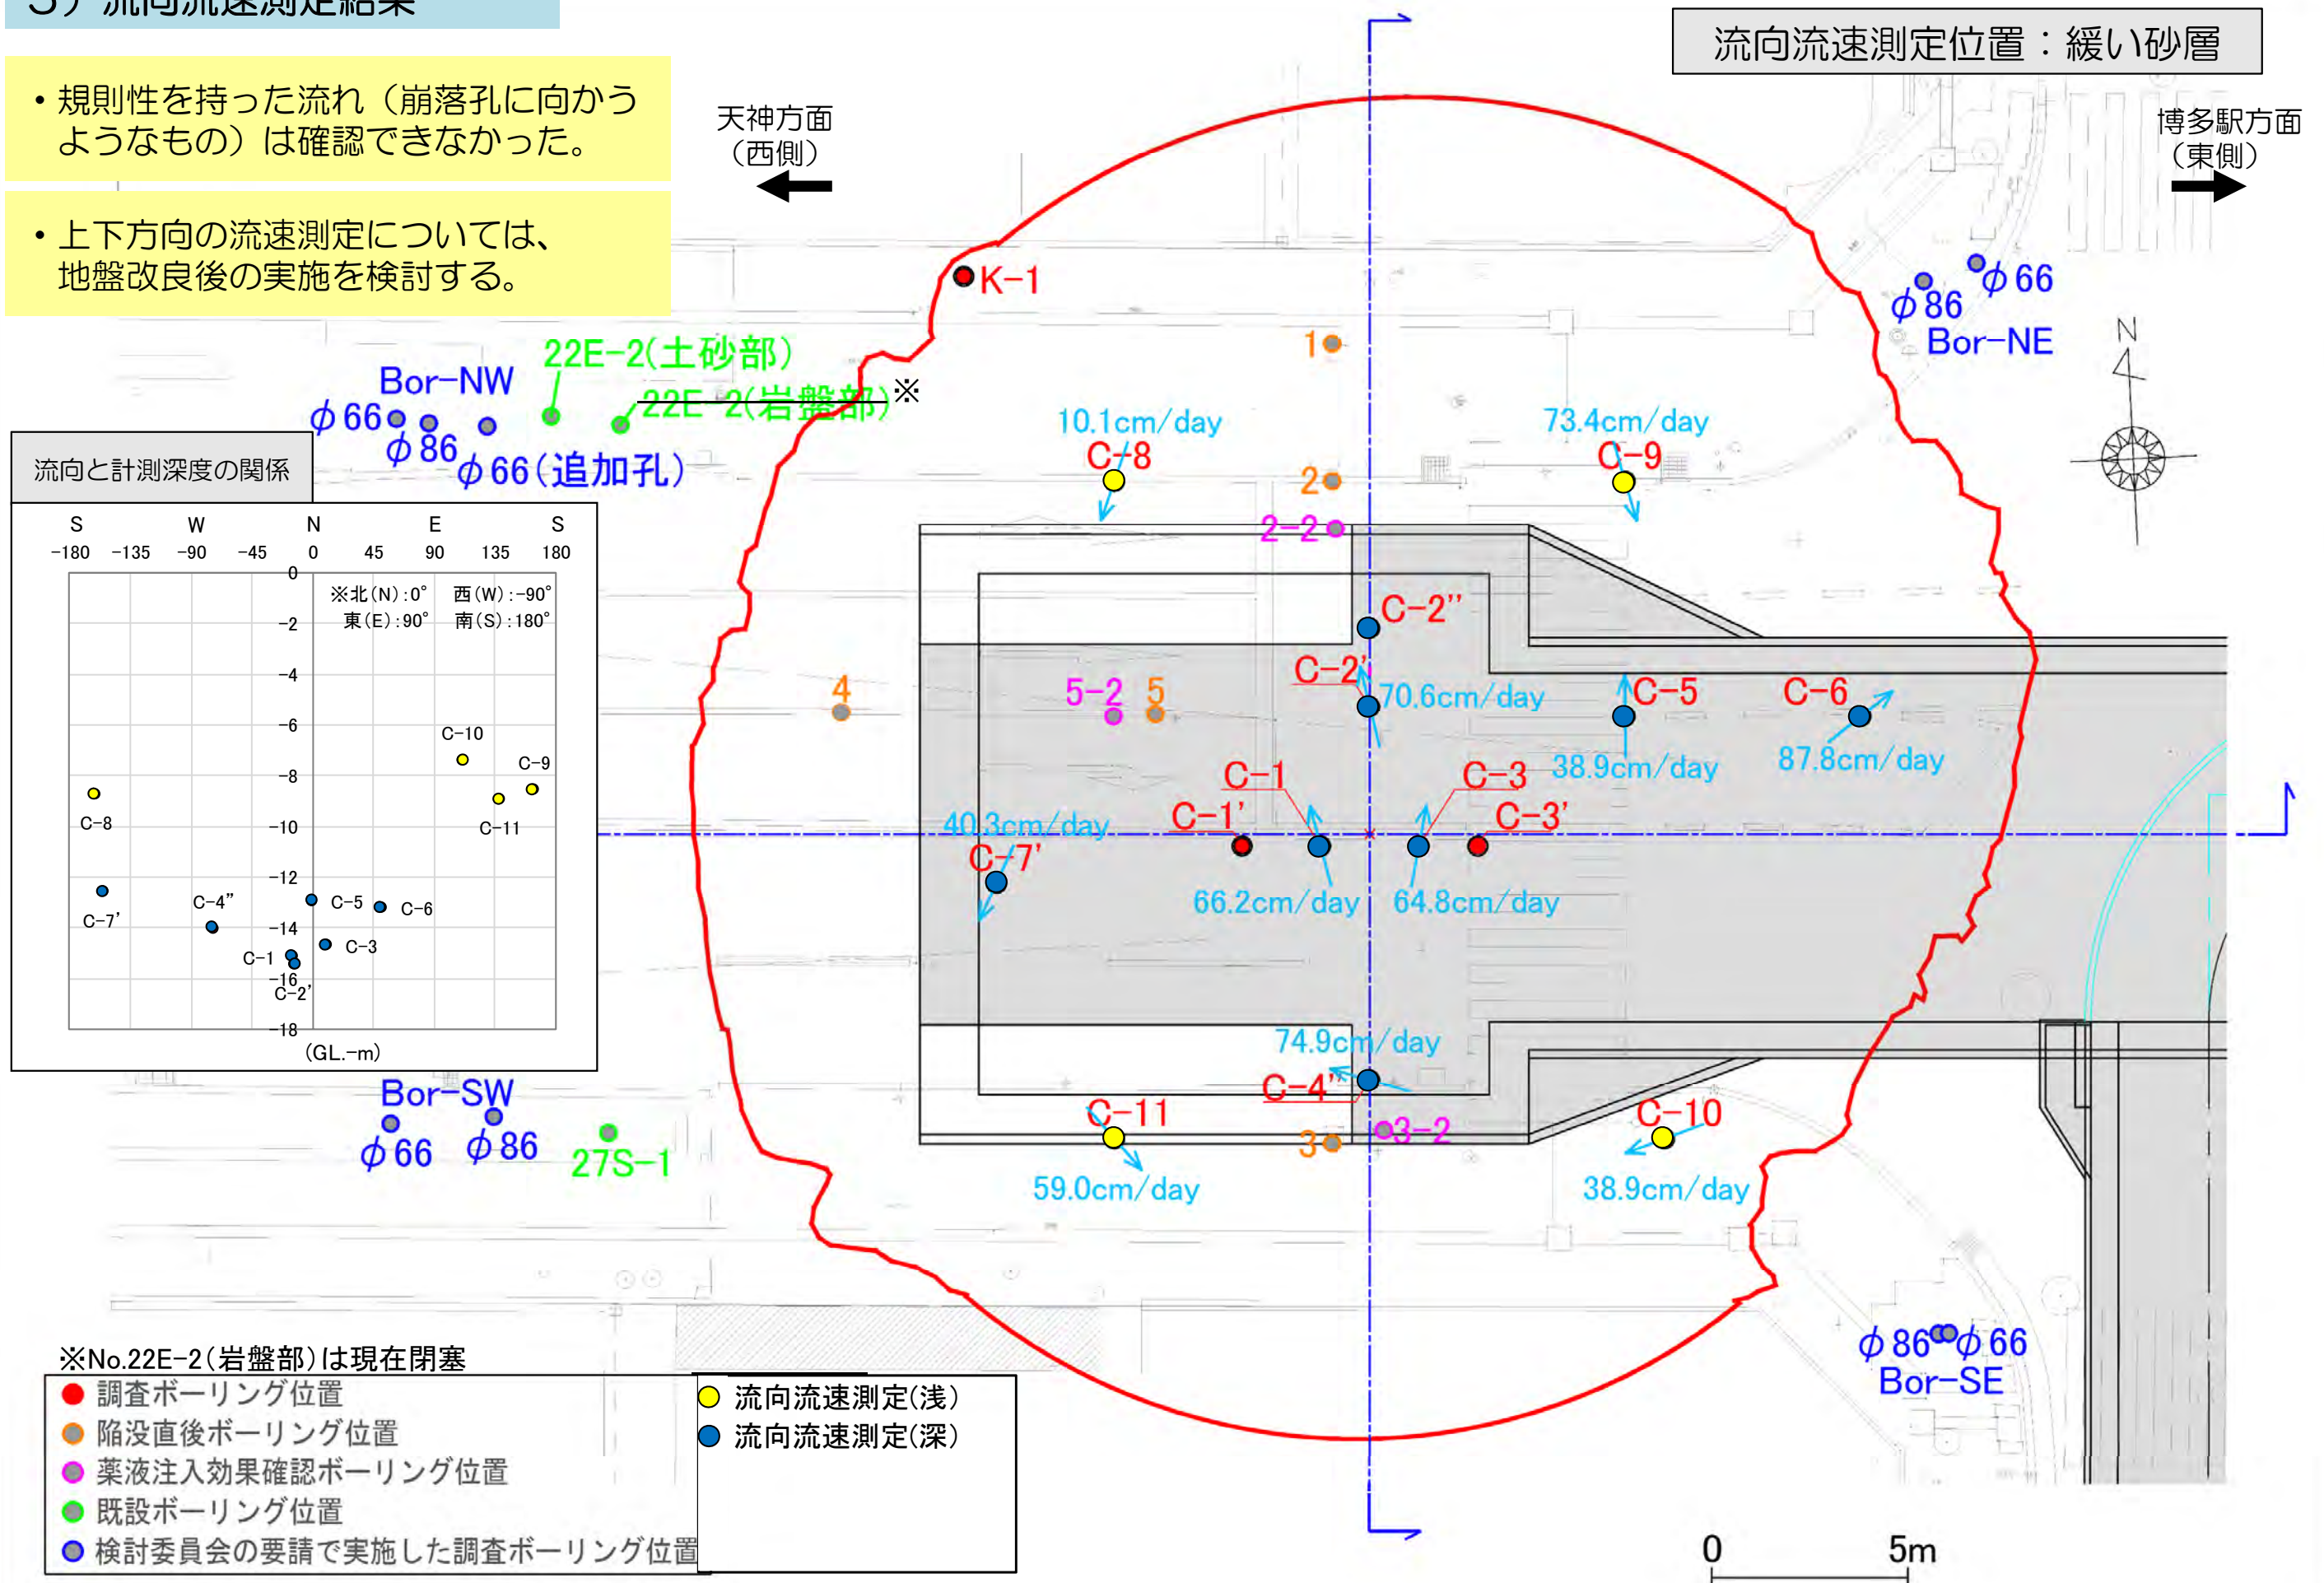 3）流向流速測定結果
流向流速測定位置：緩い砂層
・規則性を持った流れ（崩落孔に向かう
ようなもの）は確認できなかった。
・上下方向の流速測定については、
地盤改良後の実施を検討する。
天神方面
（西側）
博多駅方面
（東側）
K-1
φ66
φ86
Bor-NE
N
1
22E-2(土砂部)
22E-2(岩盤部)
※
Bor-NW
φ66
φ86
φ66(追加孔)
10.1cm/day
C-8
73.4cm/day
C-9
2
2-2
流向と計測深度の関係
S W N E S
-180 -135 -90 -45 0 45 90 135 180
0
※北(N):0° 西(W):-90°
東(E):90° 南(S):180°
-2
-4
-6
C-10
-8
C-9
C-8
-10
C-11
-12
C-4”
C-5
C-6
C-7’
-14
C-1
C-3
-16
C-2’
-18
(GL.-m)
C-2''
C-2'
70.6cm/day
4
5-2
5
C-5
38.9cm/day
C-6
87.8cm/day
C-1
C-3
C-1'
C-3'
40.3cm/day
C-7'
66.2cm/day
64.8cm/day
74.9cm/day
C-4''
Bor-SW
φ66
φ86
27S-1
C-11
59.0cm/day
3
3-2
C-10
38.9cm/day
φ86
φ66
Bor-SE
※No.22E-2(岩盤部)は現在閉塞
調査ボーリング位置
陥没直後ボーリング位置
薬液注入効果確認ボーリング位置
既設ボーリング位置
検討委員会の要請で実施した調査ボーリング位置
流向流速測定(浅)
流向流速測定(深)
0 5m